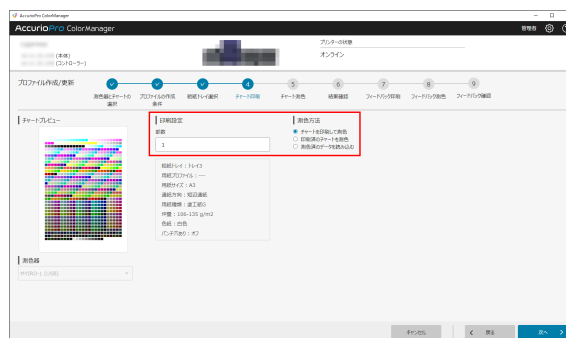 AccurioPro ColorManager
AccurioPro ColorManager
管理者
プリンターの状態
(本体)
(コントローラー)
オンライン
プロファイル作成/更新
4
5
6
7
8
9
測色器とチャートの選択
プロファイルの作成条件
給紙トレイ選択
チャート印刷
チャート測色
結果確認
フィードバック印刷
フィードバック測色
フィードバック確認
チャートプレビュー
印刷設定
部数
1
測色方法
チャートを印刷して測色
印刷済のチャートを測色
測色済のデータを読み込む
給紙トレイ : トレイ3
用紙プロファイル : ---
用紙サイズ : A3
通紙方向 : 短辺通紙
用紙種類 : 塗工紙G
坪量 : 106-135 g/m2
色紙 : 白色
パンチ穴あり : オフ
測色器
MYIRO-1 (USB)
キャンセル
戻る
次へ